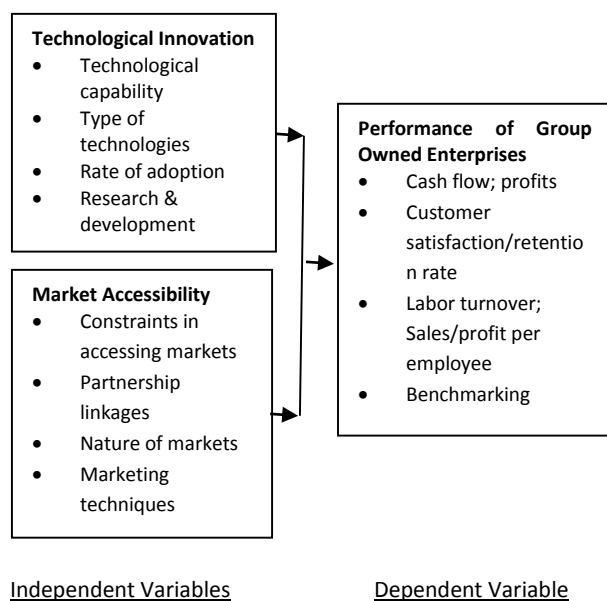 Technological Innovation
• Technological
capability
• Type of
technologies
• Rate of adoption
• Research &
development
Market Accessibility
• Constraints in
accessing markets
• Partnership
linkages
• Nature of markets
• Marketing
techniques
Performance of Group
Owned Enterprises
• Cash flow; profits
• Customer
satisfaction/retentio
n rate
• Labor turnover;
Sales/profit per
employee
• Benchmarking
Independent Variables
Dependent Variable